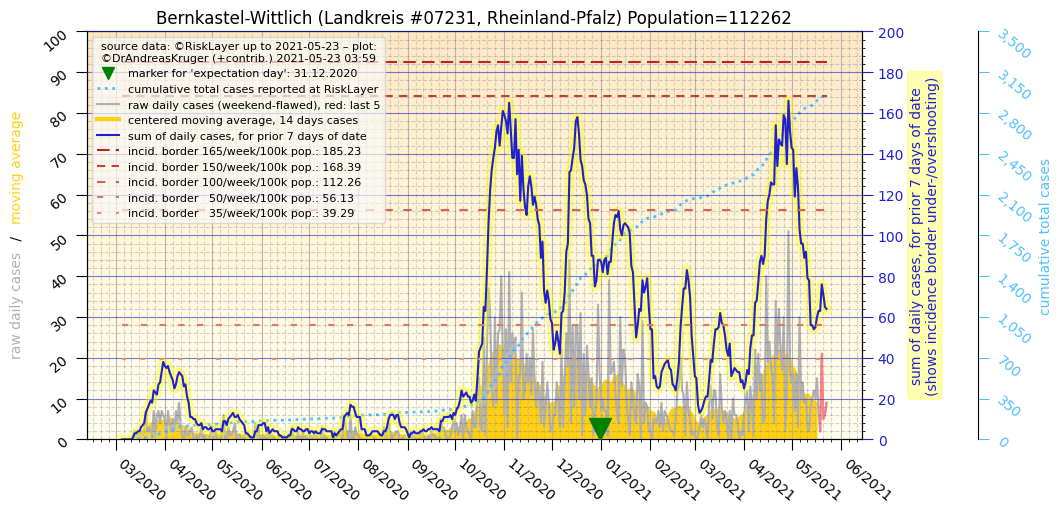 Bernkastel-Wittlich (Landkreis #07231, Rheinland-Pfalz) Population=112262
source data: ©RiskLayer up to 2021-05-23 – plot:
©DrAndreasKruger (+contrib.) 2021-05-23 03:59
marker for 'expectation day': 31.12.2020
cumulative total cases reported at RiskLayer
raw daily cases (weekend-flawed), red: last 5
centered moving average, 14 days cases
sum of daily cases, for prior 7 days of date
incid. border 165/week/100k pop.: 185.23
incid. border 150/week/100k pop.: 168.39
incid. border 100/week/100k pop.: 112.26
incid. border   50/week/100k pop.: 56.13
incid. border   35/week/100k pop.: 39.29
raw daily cases  /  moving average
100
90
80
70
60
50
40
30
20
10
0
03/2020
04/2020
05/2020
06/2020
07/2020
08/2020
09/2020
10/2020
11/2020
12/2020
01/2021
02/2021
03/2021
04/2021
05/2021
06/2021
200
180
160
140
120
100
80
60
40
20
0
sum of daily cases, for prior 7 days of date
(shows incidence border under-/overshooting)
3,500
3,150
2,800
2,450
2,100
1,750
1,400
1,050
700
350
0
cumulative total cases